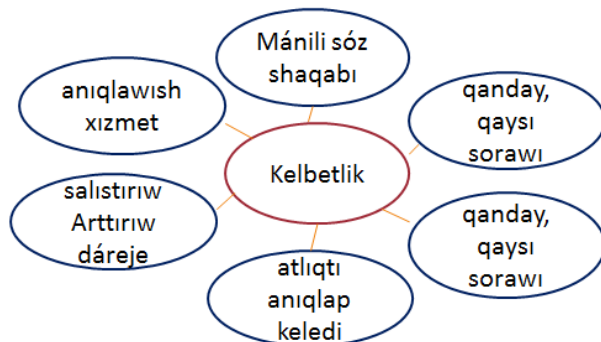 Mánili sóz
shaqabı
anıqlawısh
xızmet
qanday,
qaysı
sorawı
Kelbetlik
salıstırıw
Arttırıw
dáreje
qanday,
qaysı
sorawı
atlıqtı
anıqlap
keledi